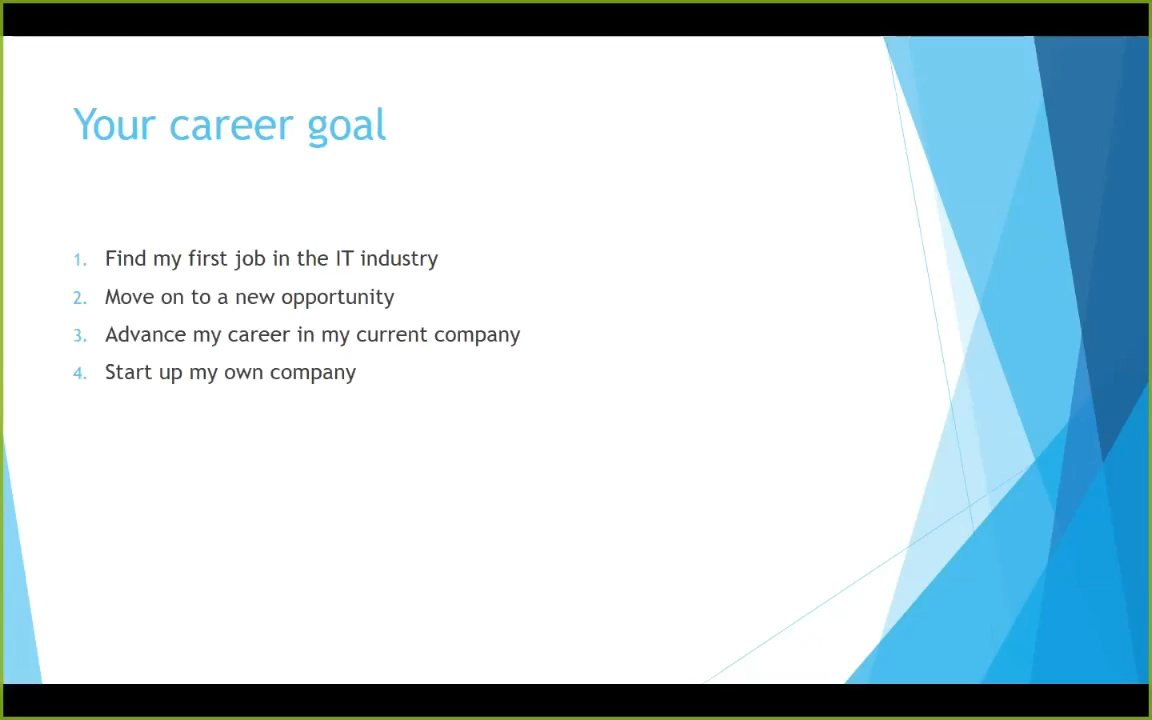 Your career goal
1. Find my first job in the IT industry
2. Move on to a new opportunity
3. Advance my career in my current company
4. Start up my own company